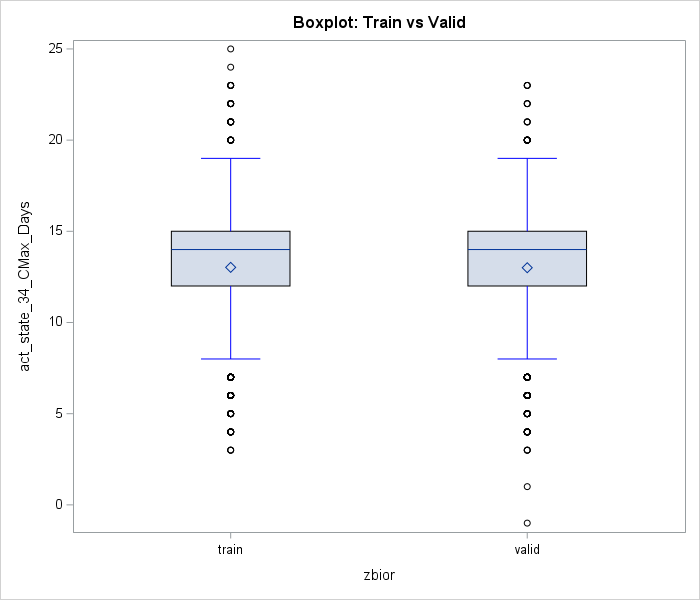 Boxplot: Train vs Valid
act_state_34_CMax_Days
25
20
15
10
5
0
train
valid
zbior